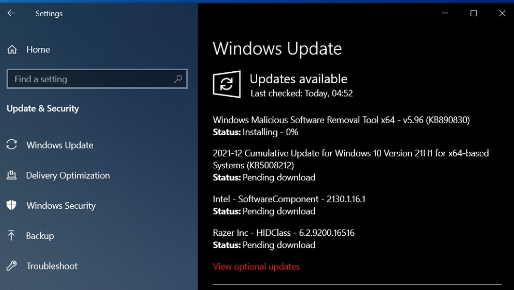 Settings
Home
Find a setting
Update & Security
Windows Update
Delivery Optimization
Windows Security
Backup
Troubleshoot
Windows Update
Updates available
Last checked: Today, 04:52
Windows Malicious Software Removal Tool x64 - v5.96 (KB890830)
Status: Installing - 0%
2021-12 Cumulative Update for Windows 10 Version 21H1 for x64-based
Systems (KB5008212)
Status: Pending download
Intel - SoftwareComponent - 2130.1.16.1
Status: Pending download
Razer Inc - HIDClass - 6.2.9200.16516
Status: Pending download
View optional updates